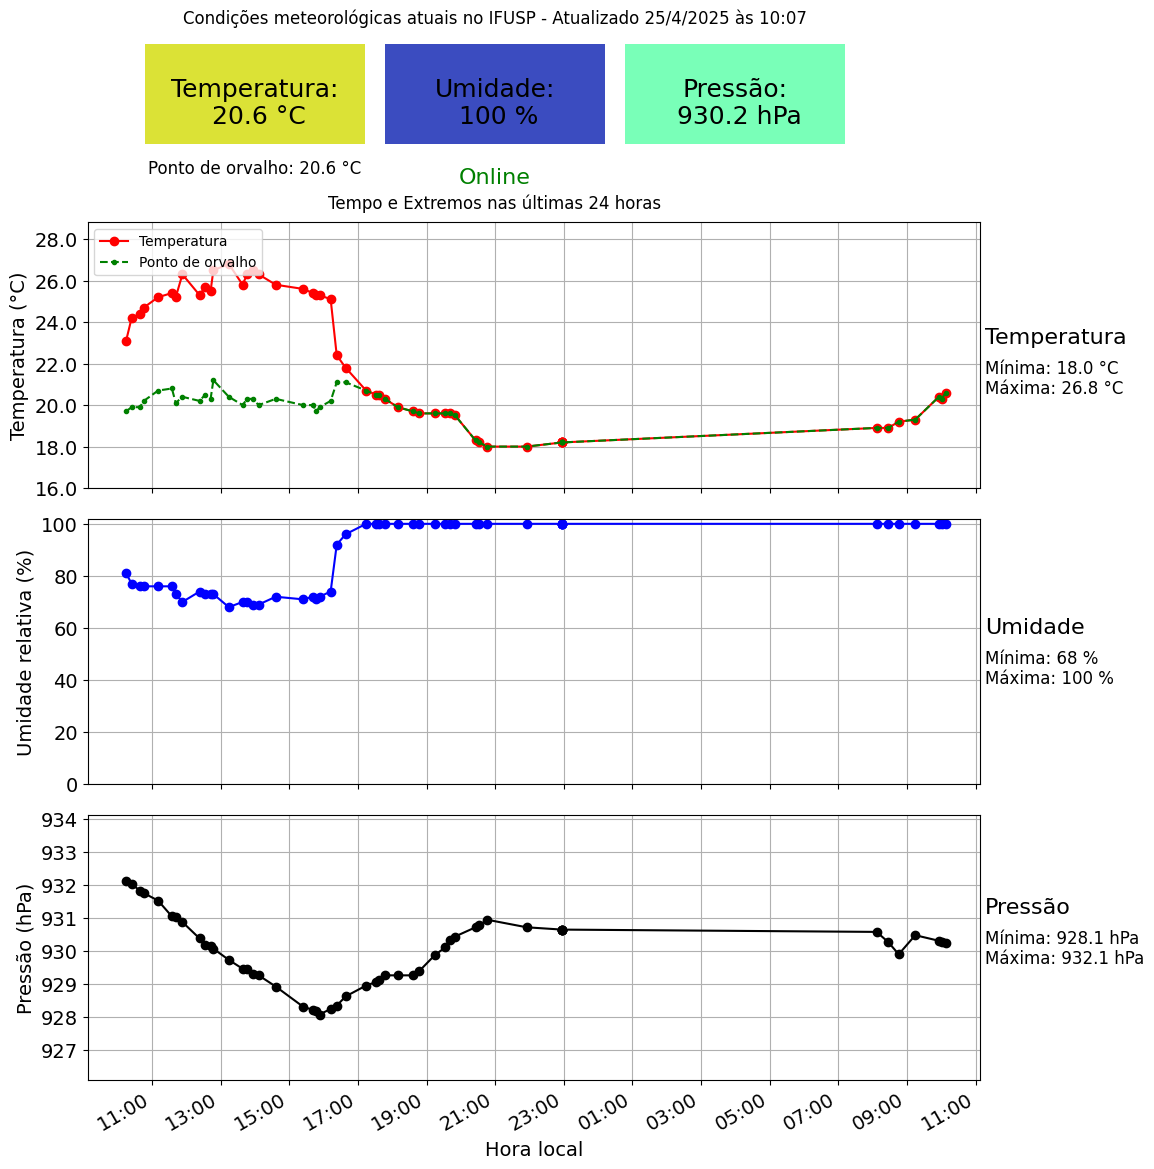 Condições meteorológicas atuais no IFUSP - Atualizado 25/4/2025 às 10:07
Temperatura:
20.6 °C
Umidade:
100 %
Pressão:
930.2 hPa
Ponto de orvalho: 20.6 °C
Online
Tempo e Extremos nas últimas 24 horas
Temperatura (°C)
28.0
26.0
24.0
22.0
20.0
18.0
16.0
Temperatura
Ponto de orvalho
Temperatura
Mínima: 18.0 °C
Máxima: 26.8 °C
Umidade relativa (%)
100
80
60
40
20
0
Umidade
Mínima: 68 %
Máxima: 100 %
Pressão (hPa)
934
933
932
931
930
929
928
927
Pressão
Mínima: 928.1 hPa
Máxima: 932.1 hPa
11:00
13:00
15:00
17:00
19:00
21:00
23:00
01:00
03:00
05:00
07:00
09:00
11:00
Hora local